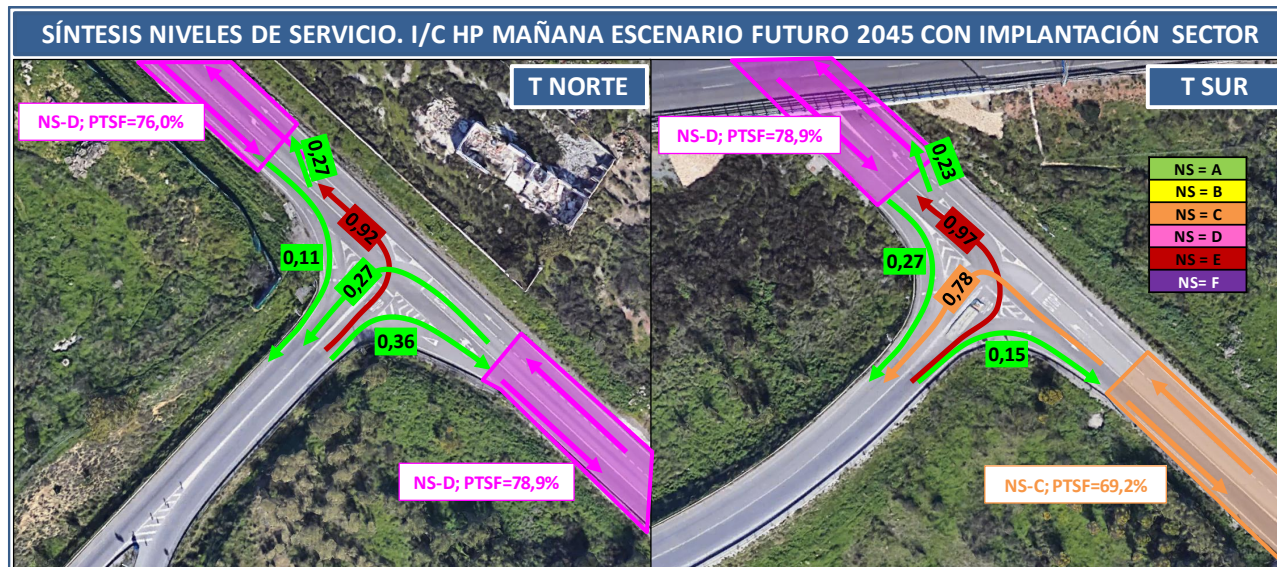 SÍNTESIS NIVELES DE SERVICIO. I/C HP MAÑANA ESCENARIO FUTURO 2045 CON IMPLANTACIÓN SECTOR
T NORTE
NS-D; PTSF=76,0%
0,27
0,92
0,11
0,27
0,36
NS-D; PTSF=78,9%
T SUR
NS-D; PTSF=78,9%
0,23
0,97
0,27
0,78
0,15
NS-C; PTSF=69,2%
NS = A
NS = B
NS = C
NS = D
NS = E
NS= F